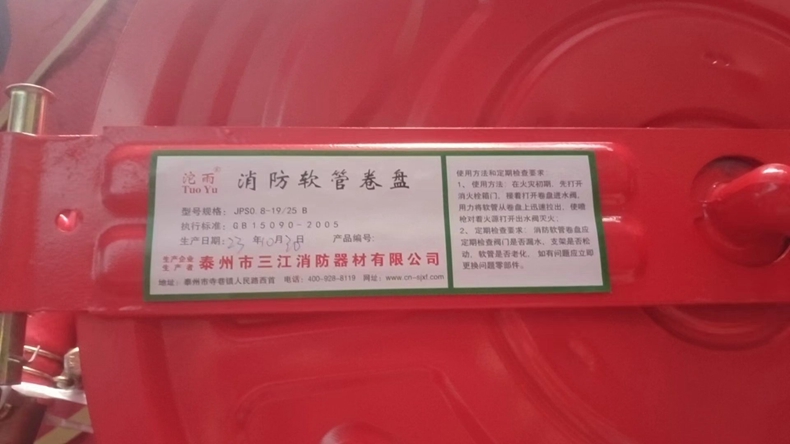 沱雨®
TuoYu
消防软管卷盘
型号规格: JPS0.8-19/25 B
执行标准: GB 15090-2005
生产日期: 23 年 10 月 日 产品编号:
生产企业
生产者
泰州市三江消防器材有限公司
地址: 泰州市寺巷镇人民路西首 电话: 400-928-8119 网址: www.cn-sjxf.com
使用方法和定期检查要求:
1、使用方法: 在火灾初期, 先打开
消火栓箱门, 接着打开卷盘进水阀,
用力将软管从卷盘上迅速拉出, 使喷
枪对着火源打开出水阀灭火;
2、定期检查要求: 消防软管卷盘应
定期检查阀门是否漏水、支架是否松
动, 软管是否老化, 如有问题应立即
更换问题零部件。